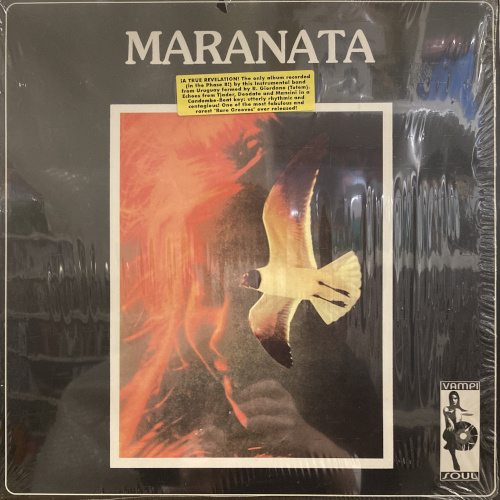 MARANATA
¡A TRUE REVELATION! The only album recorded
(in the Phase 8!) by this instrumental band
from Uruguay formed by R. Giordano (Totem);
Echoes from Tjader, Deodato and Mancini in a
Candombe-Beat key; utterly rhythmic and
contagious! One of the most fabulous and
rarest "Rare Grooves" ever released!
VAMPI
SOUL